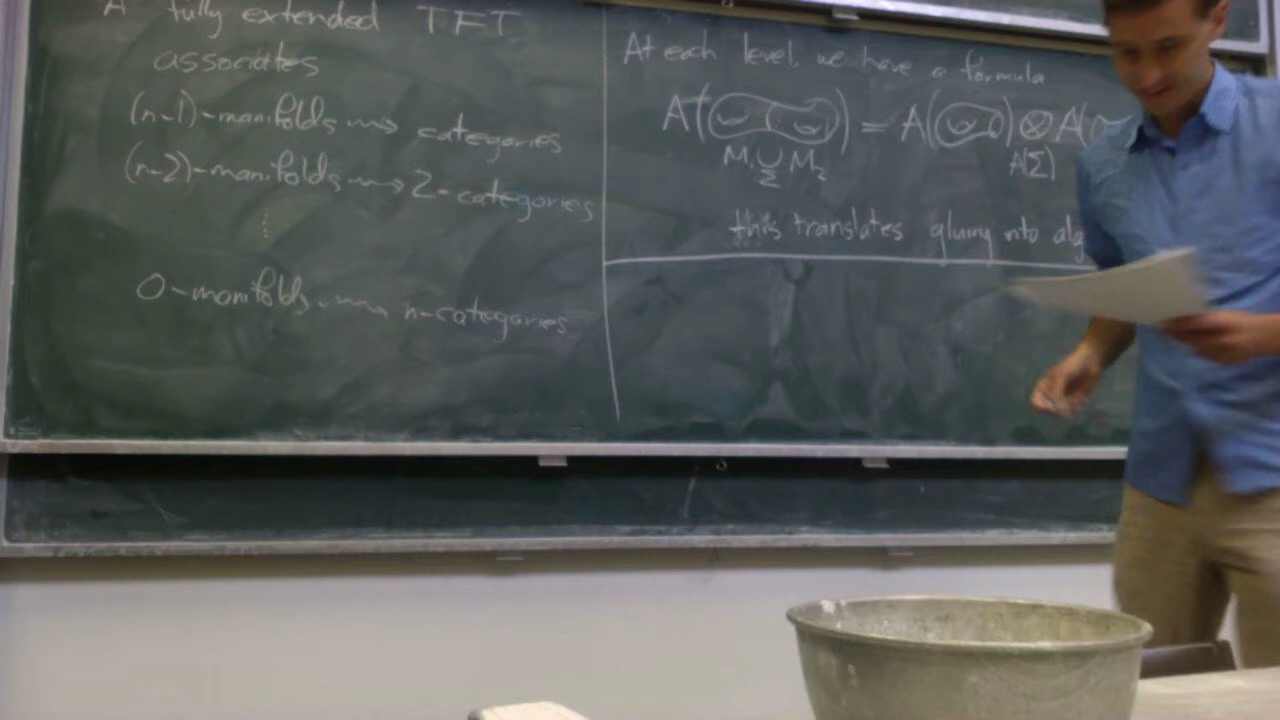 A fully extended TFT
associates
(n-1)-manifolds ⇝ categories
(n-2)-manifolds ⇝ 2-categories
⋮
0-manifolds ⇝ n-categories
At each level, we have a formula
A( ) = A( ) ⊗ A(
M₁ ∪ M₂ A(Σ)
Σ
this translates gluing into alg